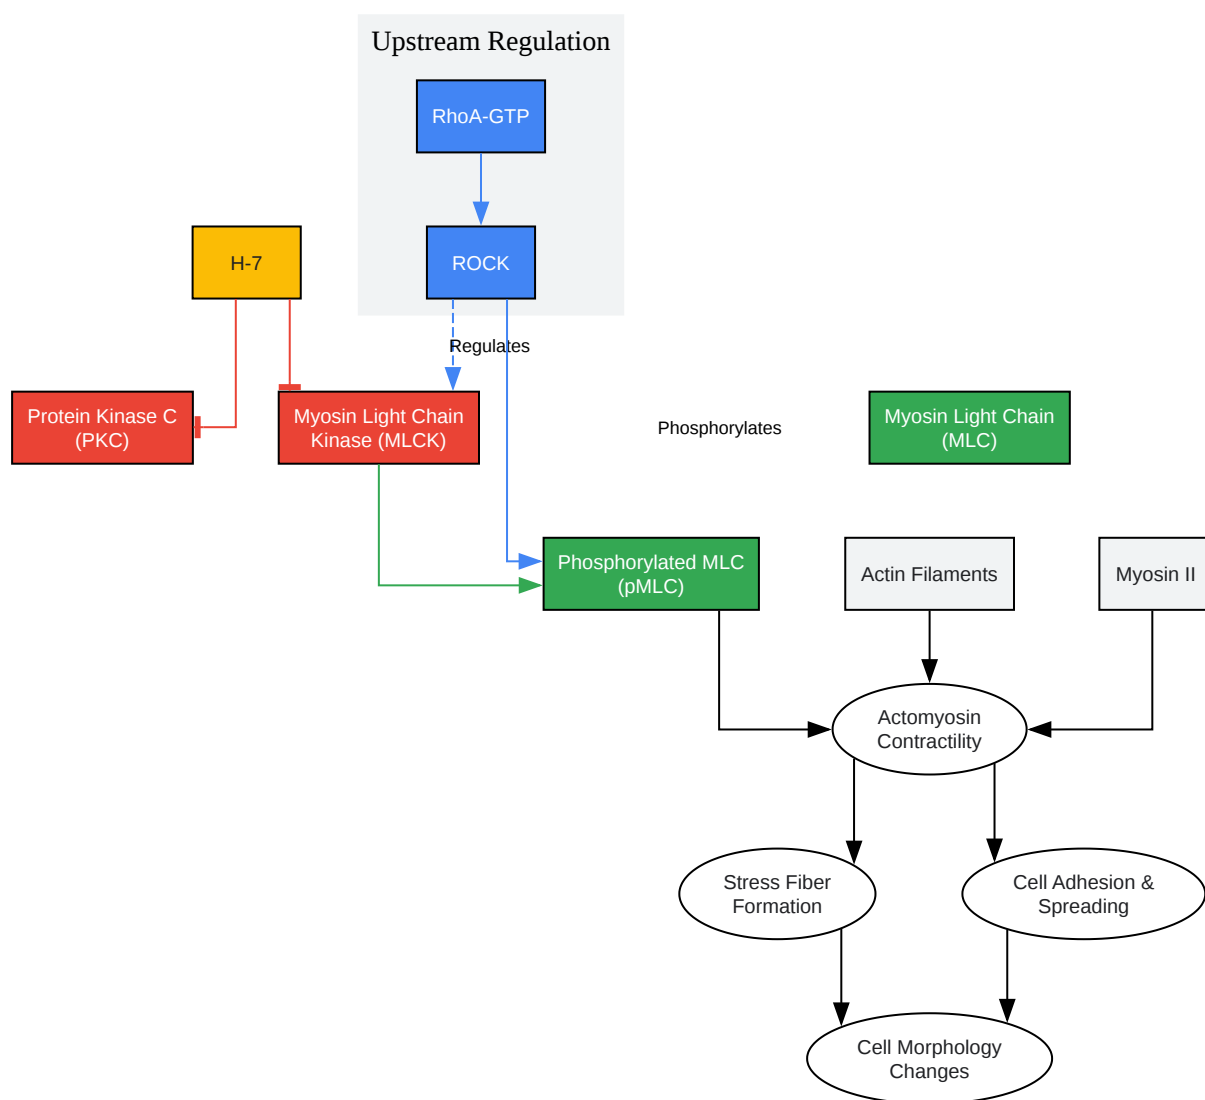 Upstream Regulation
RhoA-GTP
H-7
ROCK
Regulates
Protein Kinase C
(PKC)
Myosin Light Chain
Kinase (MLCK)
Phosphorylates
Myosin Light Chain
(MLC)
Phosphorylated MLC
(pMLC)
Actin Filaments
Myosin II
Actomyosin
Contractility
Stress Fiber
Formation
Cell Adhesion &
Spreading
Cell Morphology
Changes